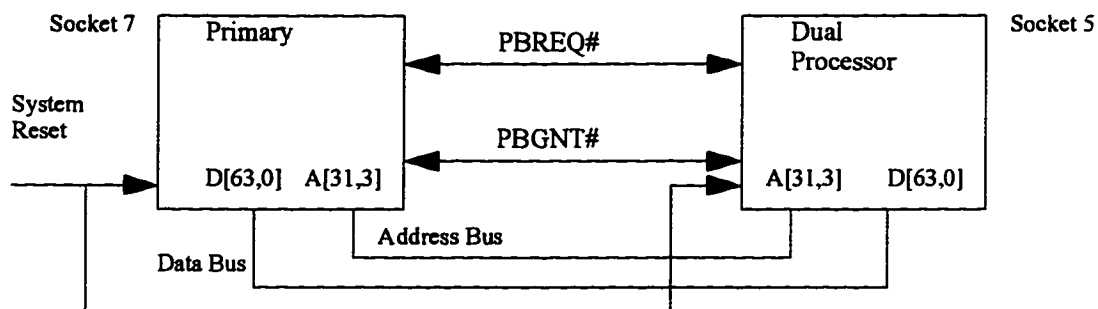 Socket 7
Primary
PBREQ#
Dual
Processor
Socket 5
System
Reset
PBGNT#
D[63,0] A[31,3]
A[31,3] D[63,0]
Address Bus
Data Bus